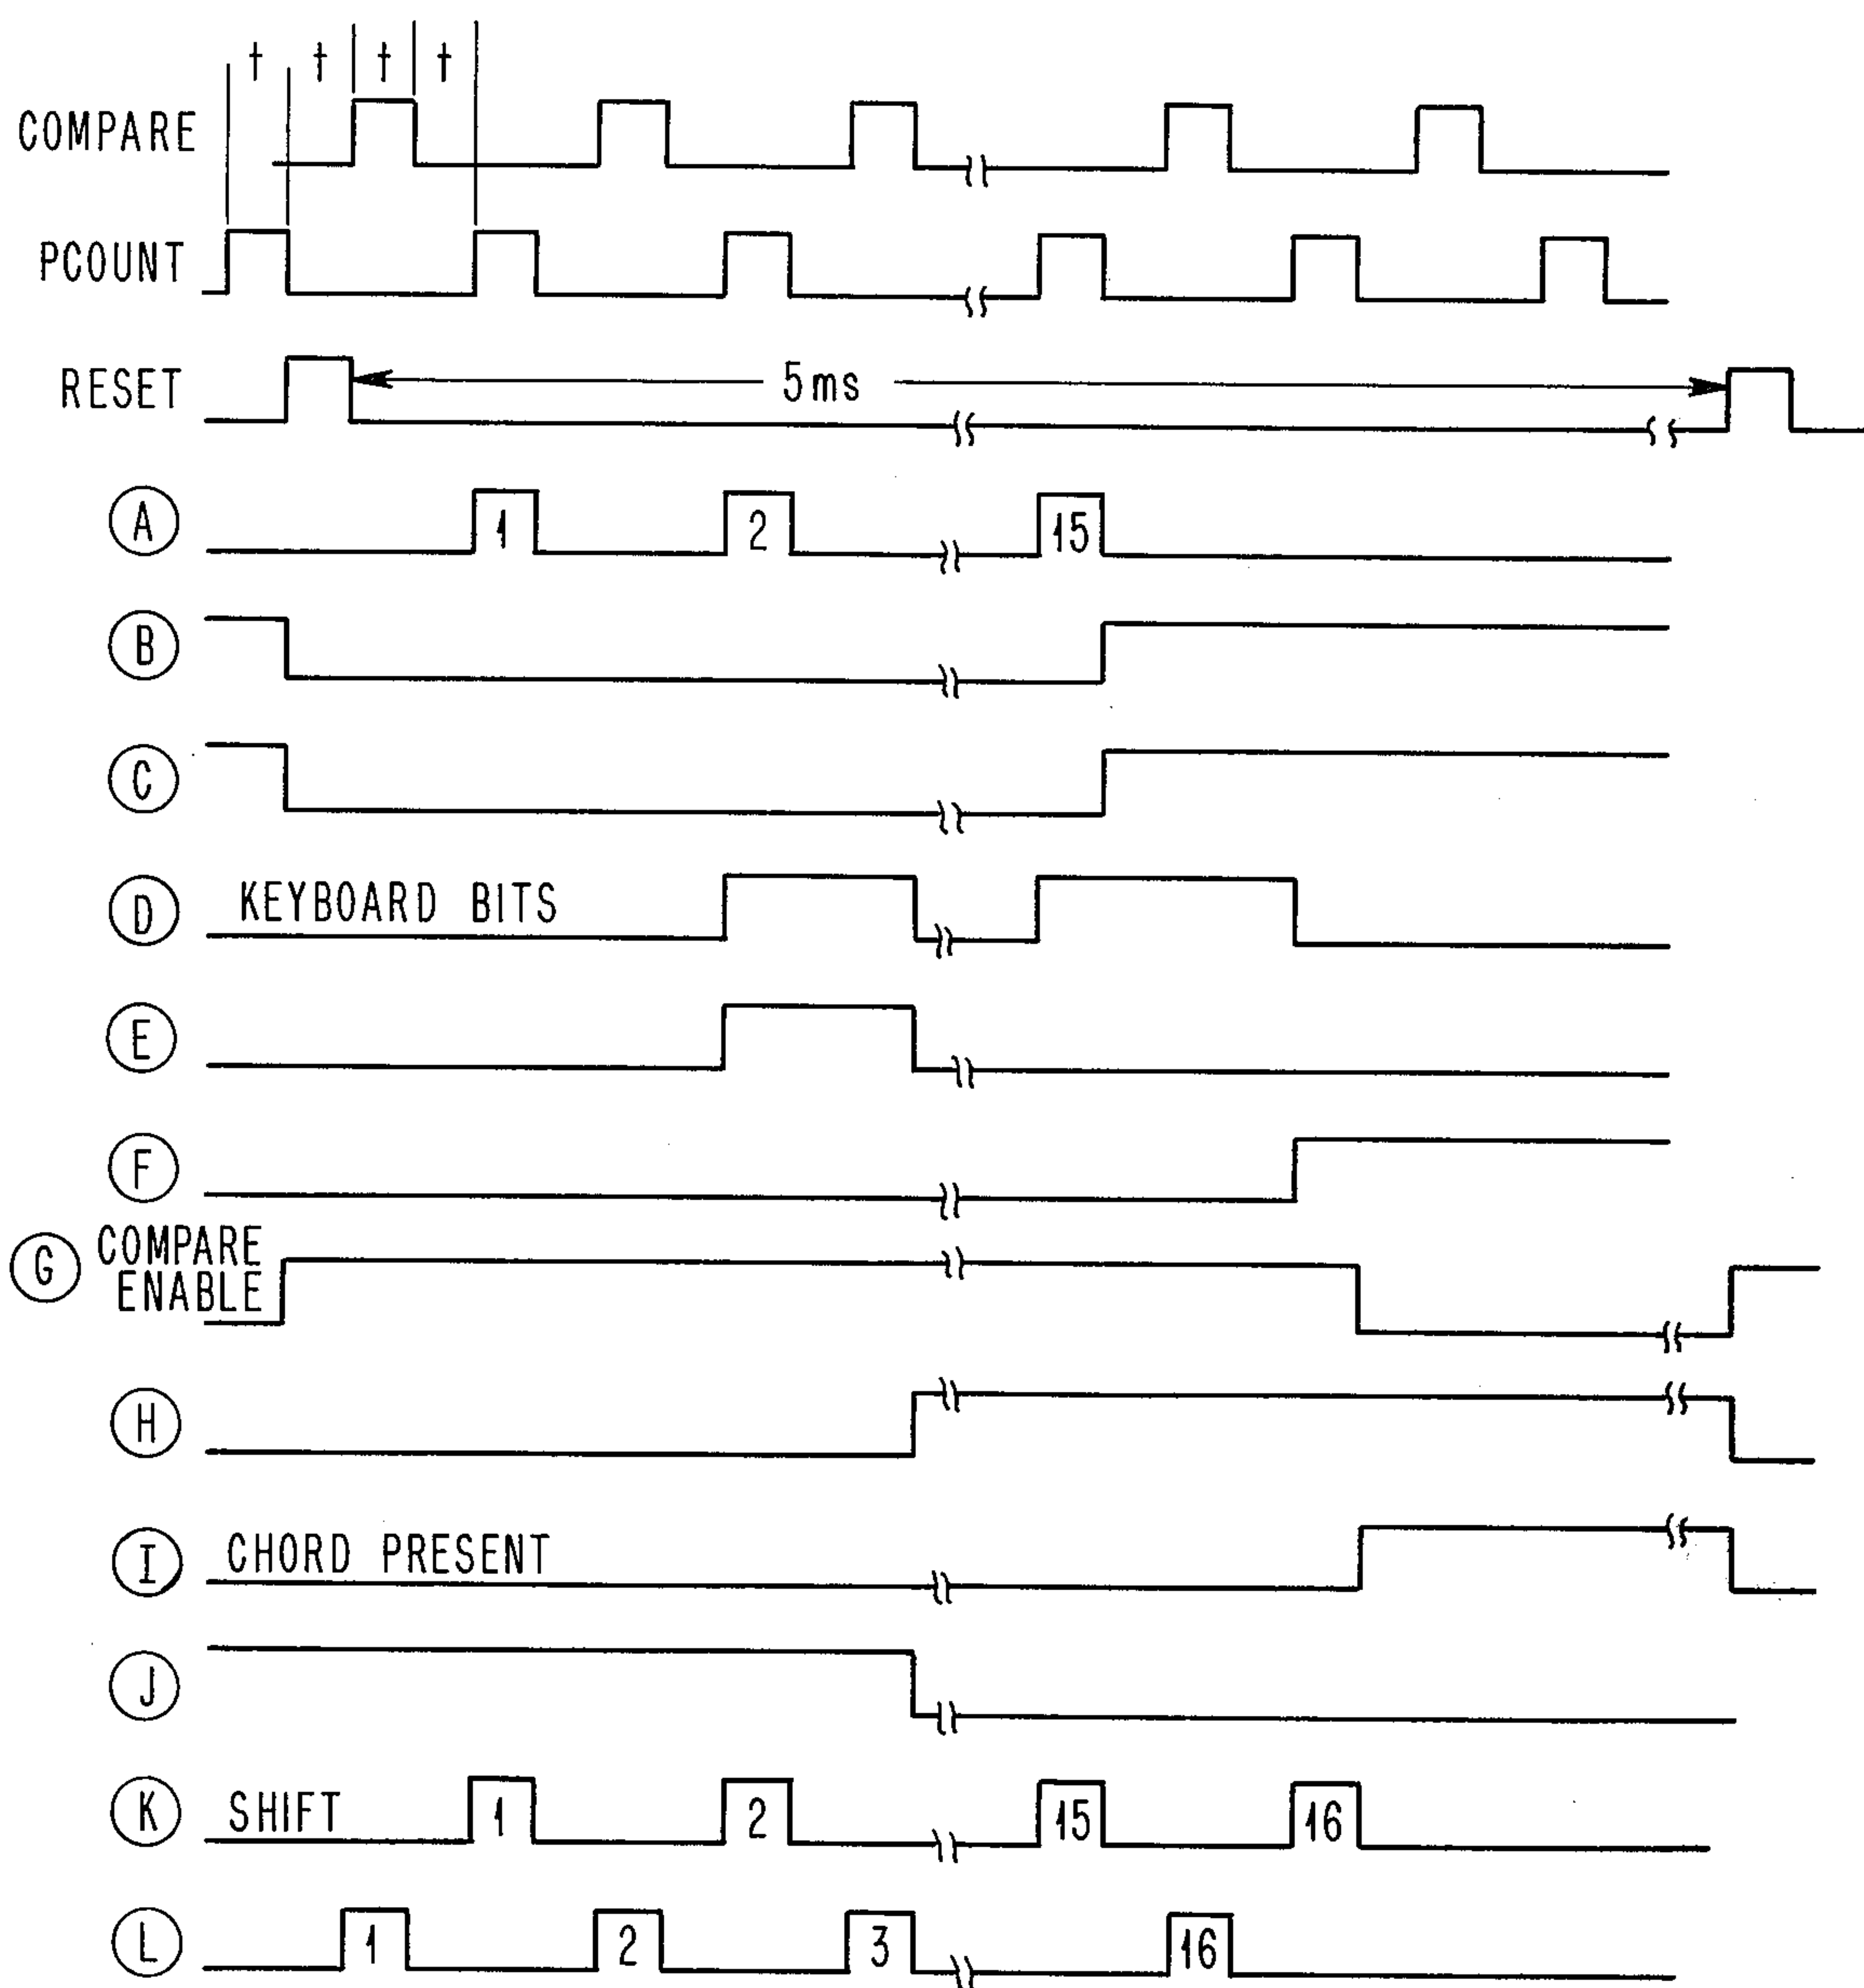 t t t t
COMPARE
PCOUNT
RESET 5ms
A 1 2 15
B
C
D KEYBOARD BITS
E
F
G COMPARE
ENABLE
H
I CHORD PRESENT
J
K SHIFT 1 2 15 16
L 1 2 3 16